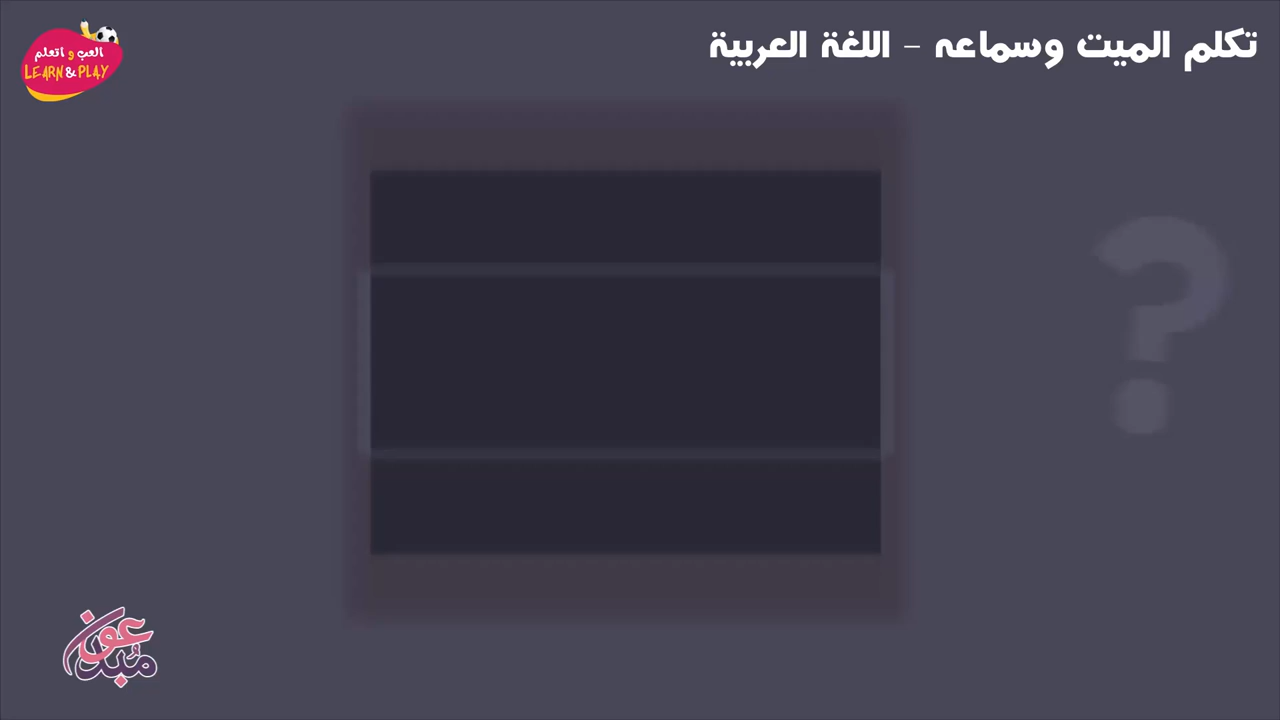 تكلم الميت وسماعه – اللغة العربية
العب و اتعلم
LEARN & PLAY
?
مبدعون